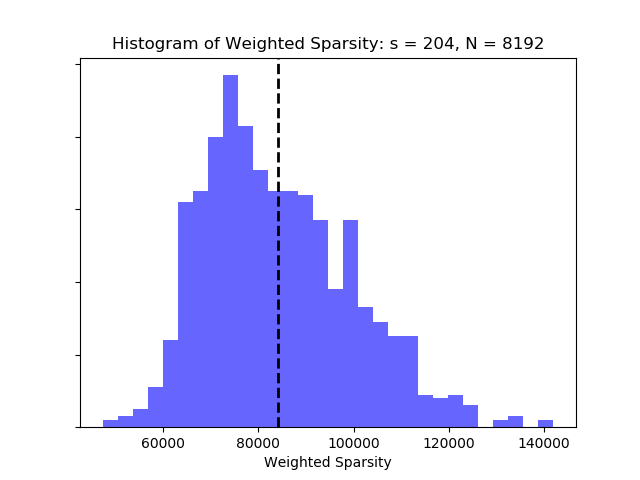 Histogram of Weighted Sparsity: s = 204, N = 8192
60000 80000 100000 120000 140000
Weighted Sparsity